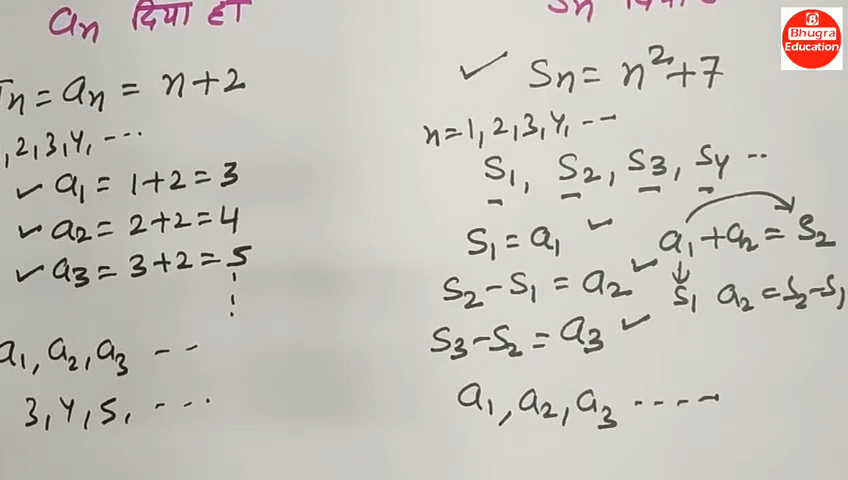 an दिया हो
Tn = an = n+2
,2,3,4, ---
✓ a1 = 1+2=3
✓ a2 = 2+2=4
✓ a3 = 3+2=5
a1, a2, a3 --
3,4,5, ----
Sn दिया
✓ Sn = n²+7
n=1,2,3,4, ---
S1, S2, S3, S4 --
S1 = a1 ✓
S2-S1 = a2 ✓
S3-S2 = a3 ✓
a1+a2 = S2
S1 a2 = S2-S1
a1, a2, a3 -----
B
Bhugra
Education